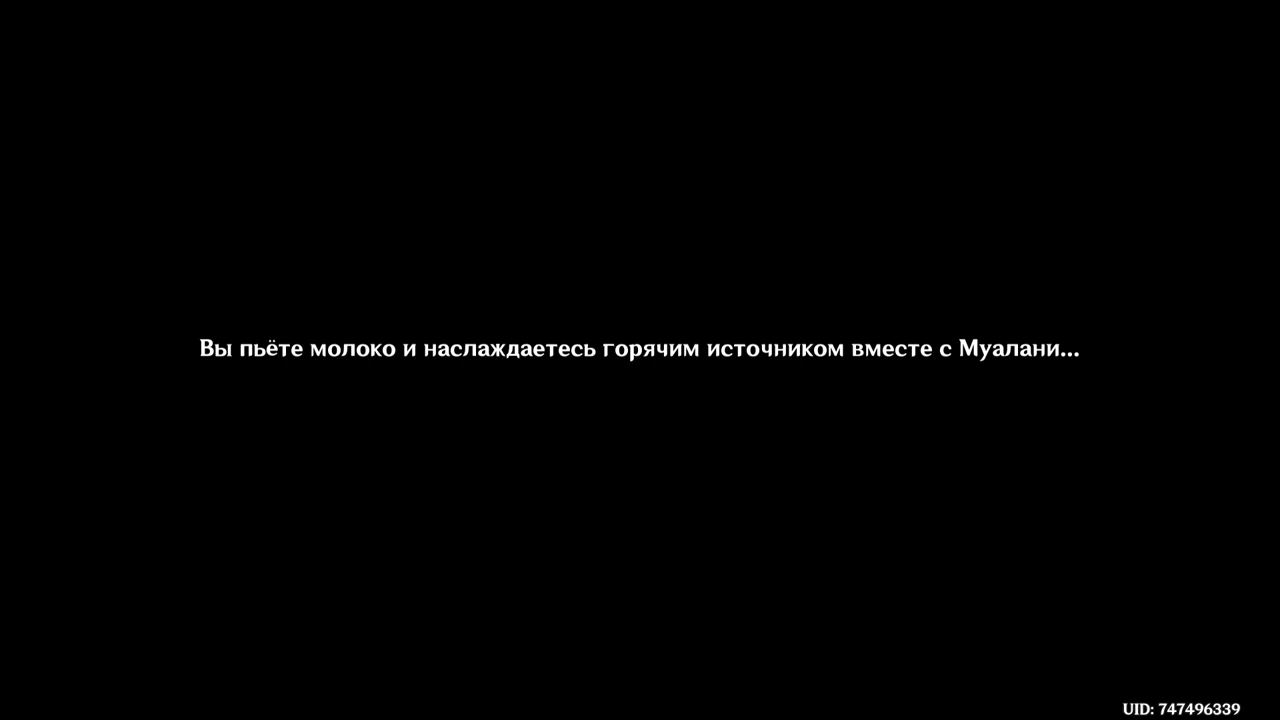 Вы пьёте молоко и наслаждаетесь горячим источником вместе с Муалани...
UID: 747496339